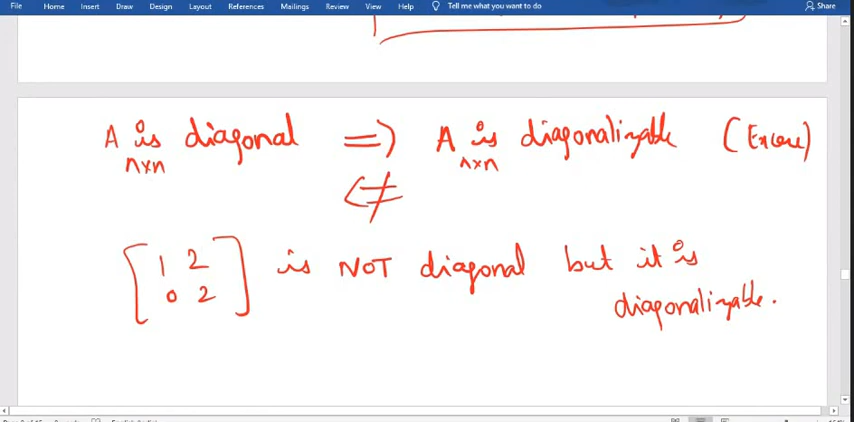 File Home Insert Draw Design Layout References Mailings Review View Help Tell me what you want to do Share
A is diagonal ⇒ A is diagonalizable
n×n n×n
⇍
[1 2
0 2] is NOT diagonal but it is
diagonalizable.